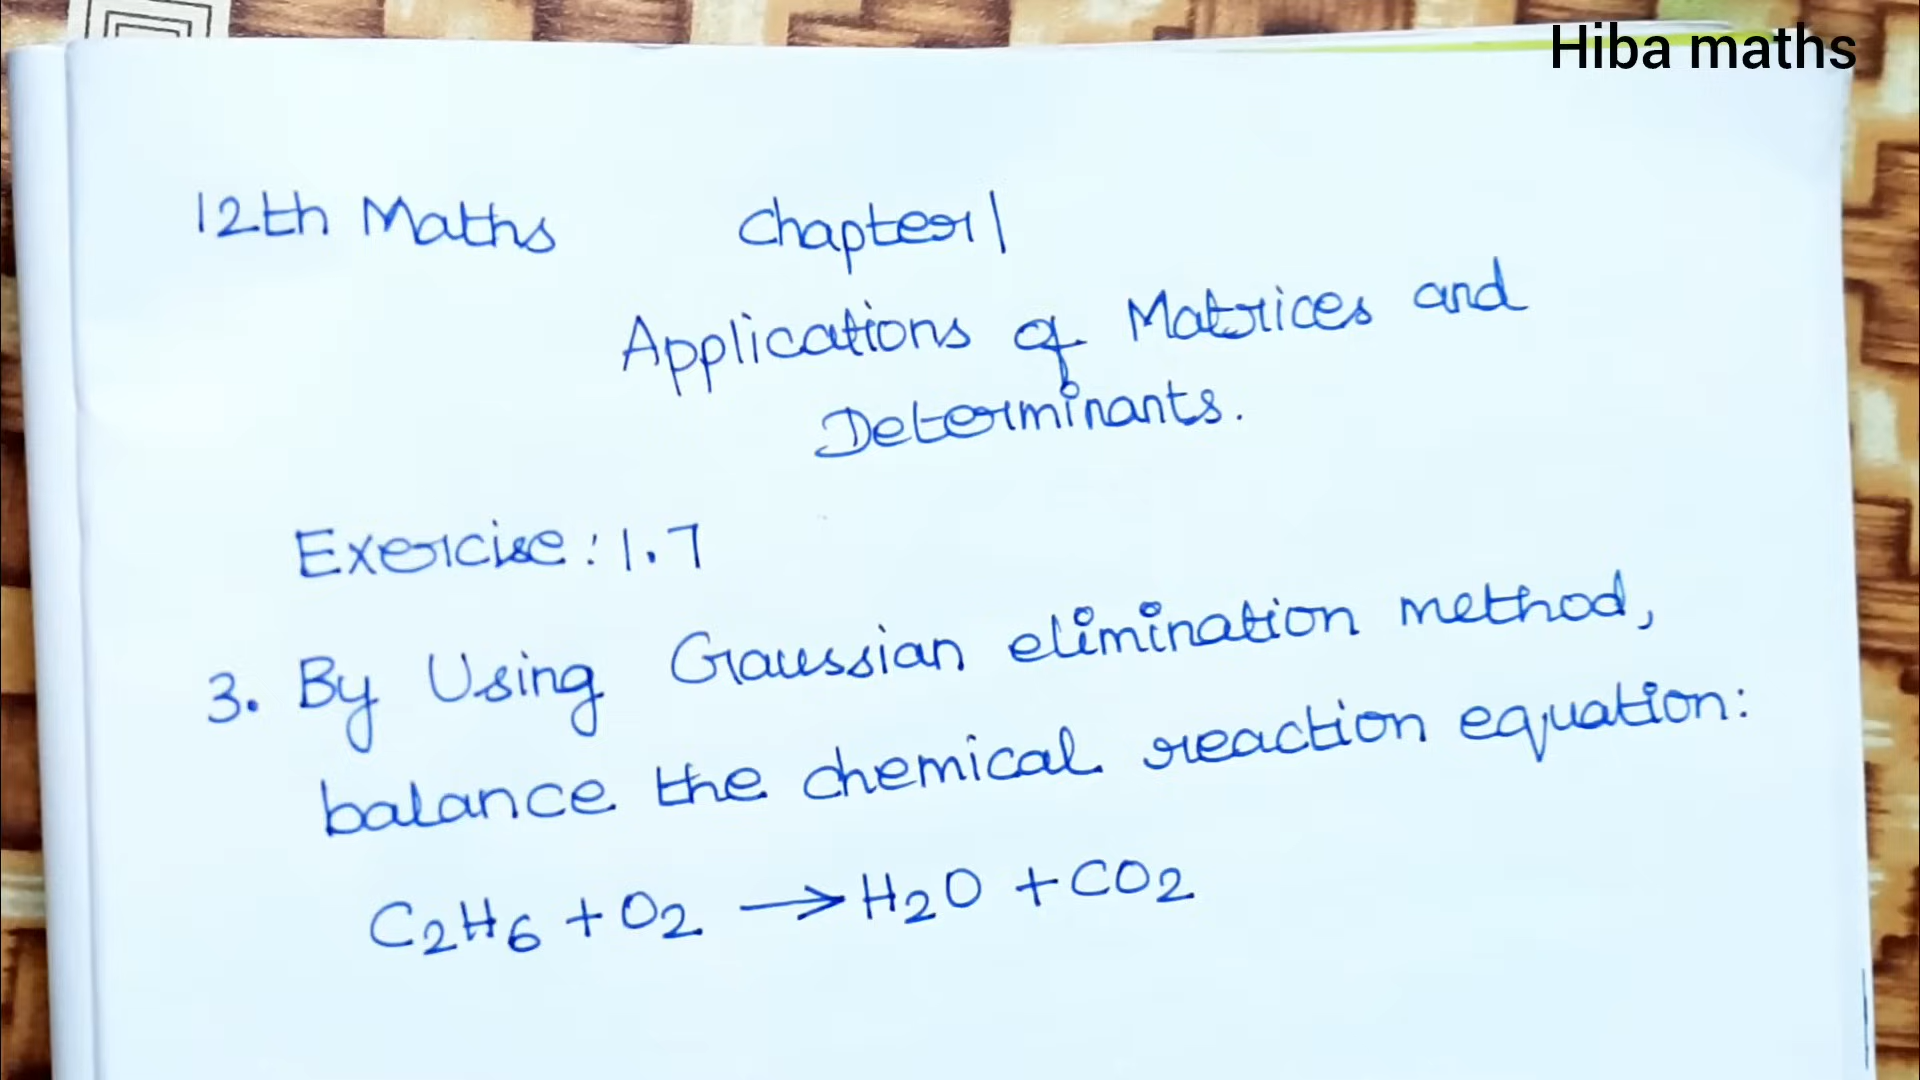 Hiba maths
12th Maths Chapter 1
Applications of Matrices and
Determinants.
Exercise: 1.7
3. By Using Gaussian elimination method,
balance the chemical reaction equation:
C2H6 + O2 → H2O + CO2